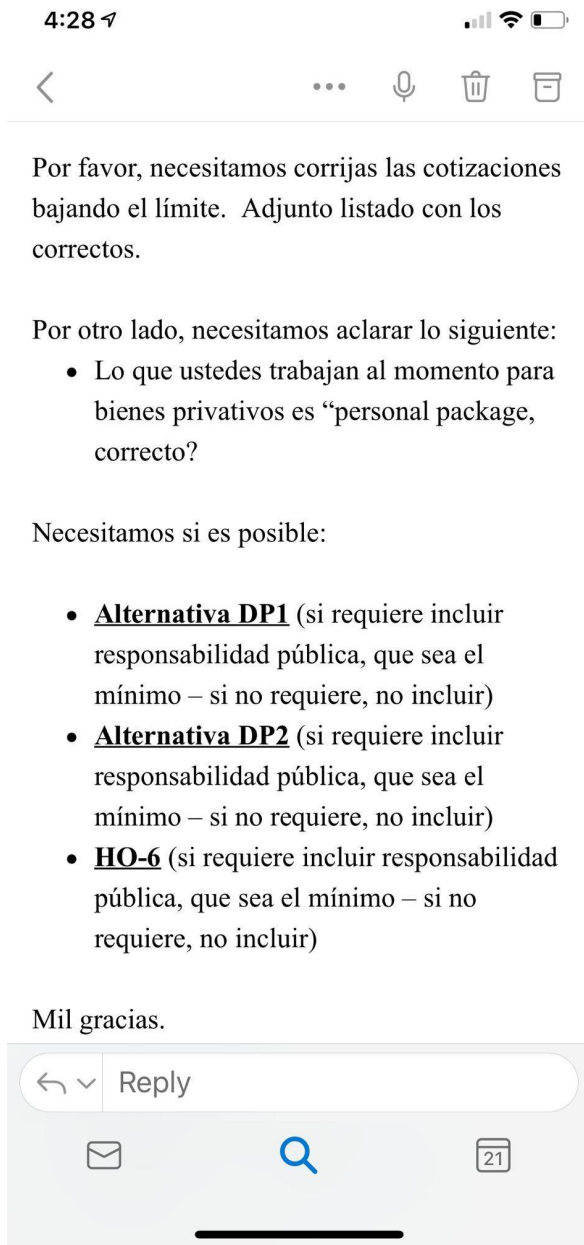 4:28
Por favor, necesitamos corrijas las cotizaciones
bajando el límite.  Adjunto listado con los
correctos.
Por otro lado, necesitamos aclarar lo siguiente:
• Lo que ustedes trabajan al momento para
bienes privativos es “personal package,
correcto?
Necesitamos si es posible:
• Alternativa DP1 (si requiere incluir
responsabilidad pública, que sea el
mínimo – si no requiere, no incluir)
• Alternativa DP2 (si requiere incluir
responsabilidad pública, que sea el
mínimo – si no requiere, no incluir)
• HO-6 (si requiere incluir responsabilidad
pública, que sea el mínimo – si no
requiere, no incluir)
Mil gracias.
Reply
21